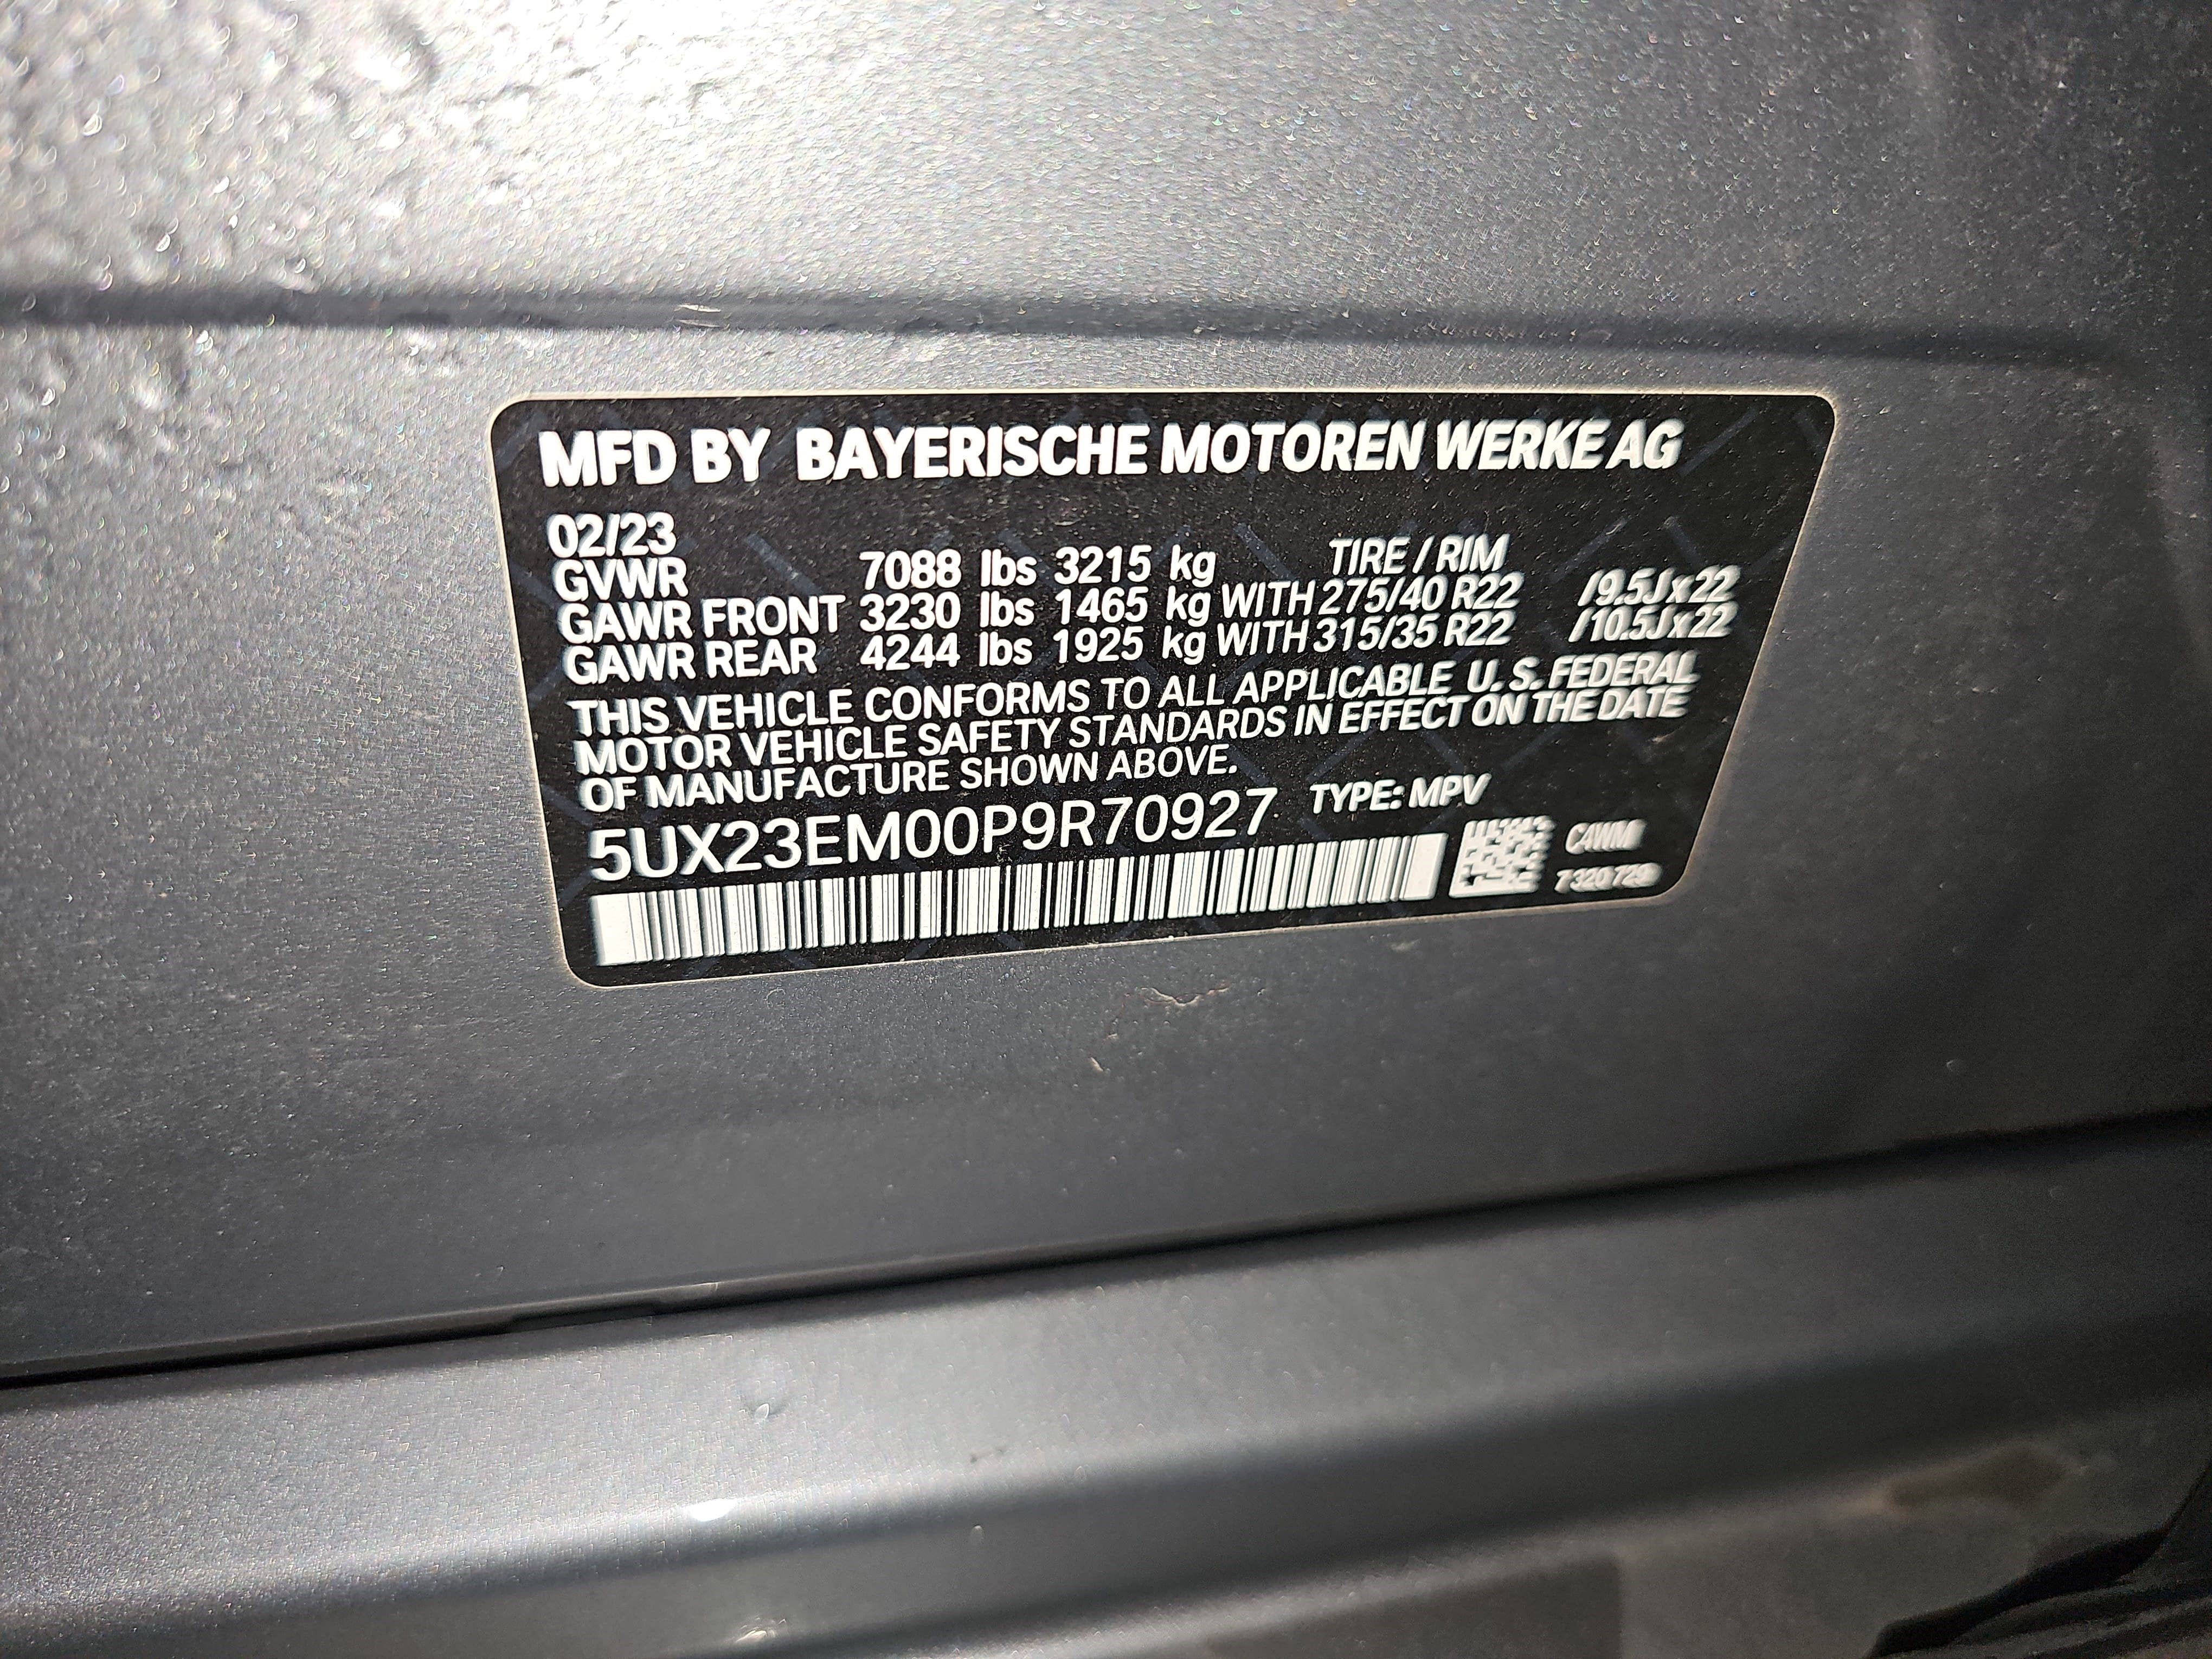 MFD BY BAYERISCHE MOTOREN WERKE AG
02/23
GVWR 7088 lbs 3215 kg TIRE / RIM
GAWR FRONT 3230 lbs 1465 kg WITH 275/40 R22 /9.5Jx22
GAWR REAR 4244 lbs 1925 kg WITH 315/35 R22 /10.5Jx22
THIS VEHICLE CONFORMS TO ALL APPLICABLE U. S. FEDERAL
MOTOR VEHICLE SAFETY STANDARDS IN EFFECT ON THE DATE
OF MANUFACTURE SHOWN ABOVE.
5UX23EM00P9R70927 TYPE: MPV